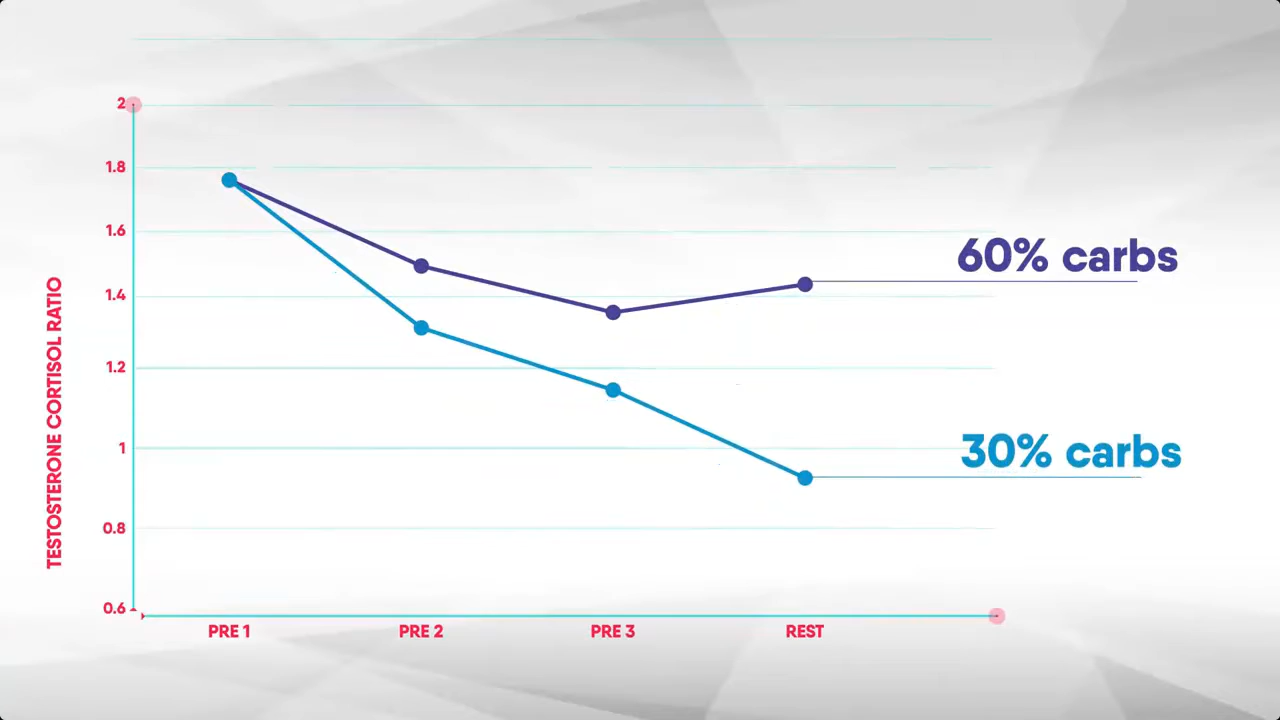 2
1.8
1.6
1.4
1.2
1
0.8
0.6
TESTOSTERONE CORTISOL RATIO
60% carbs
30% carbs
PRE 1
PRE 2
PRE 3
REST